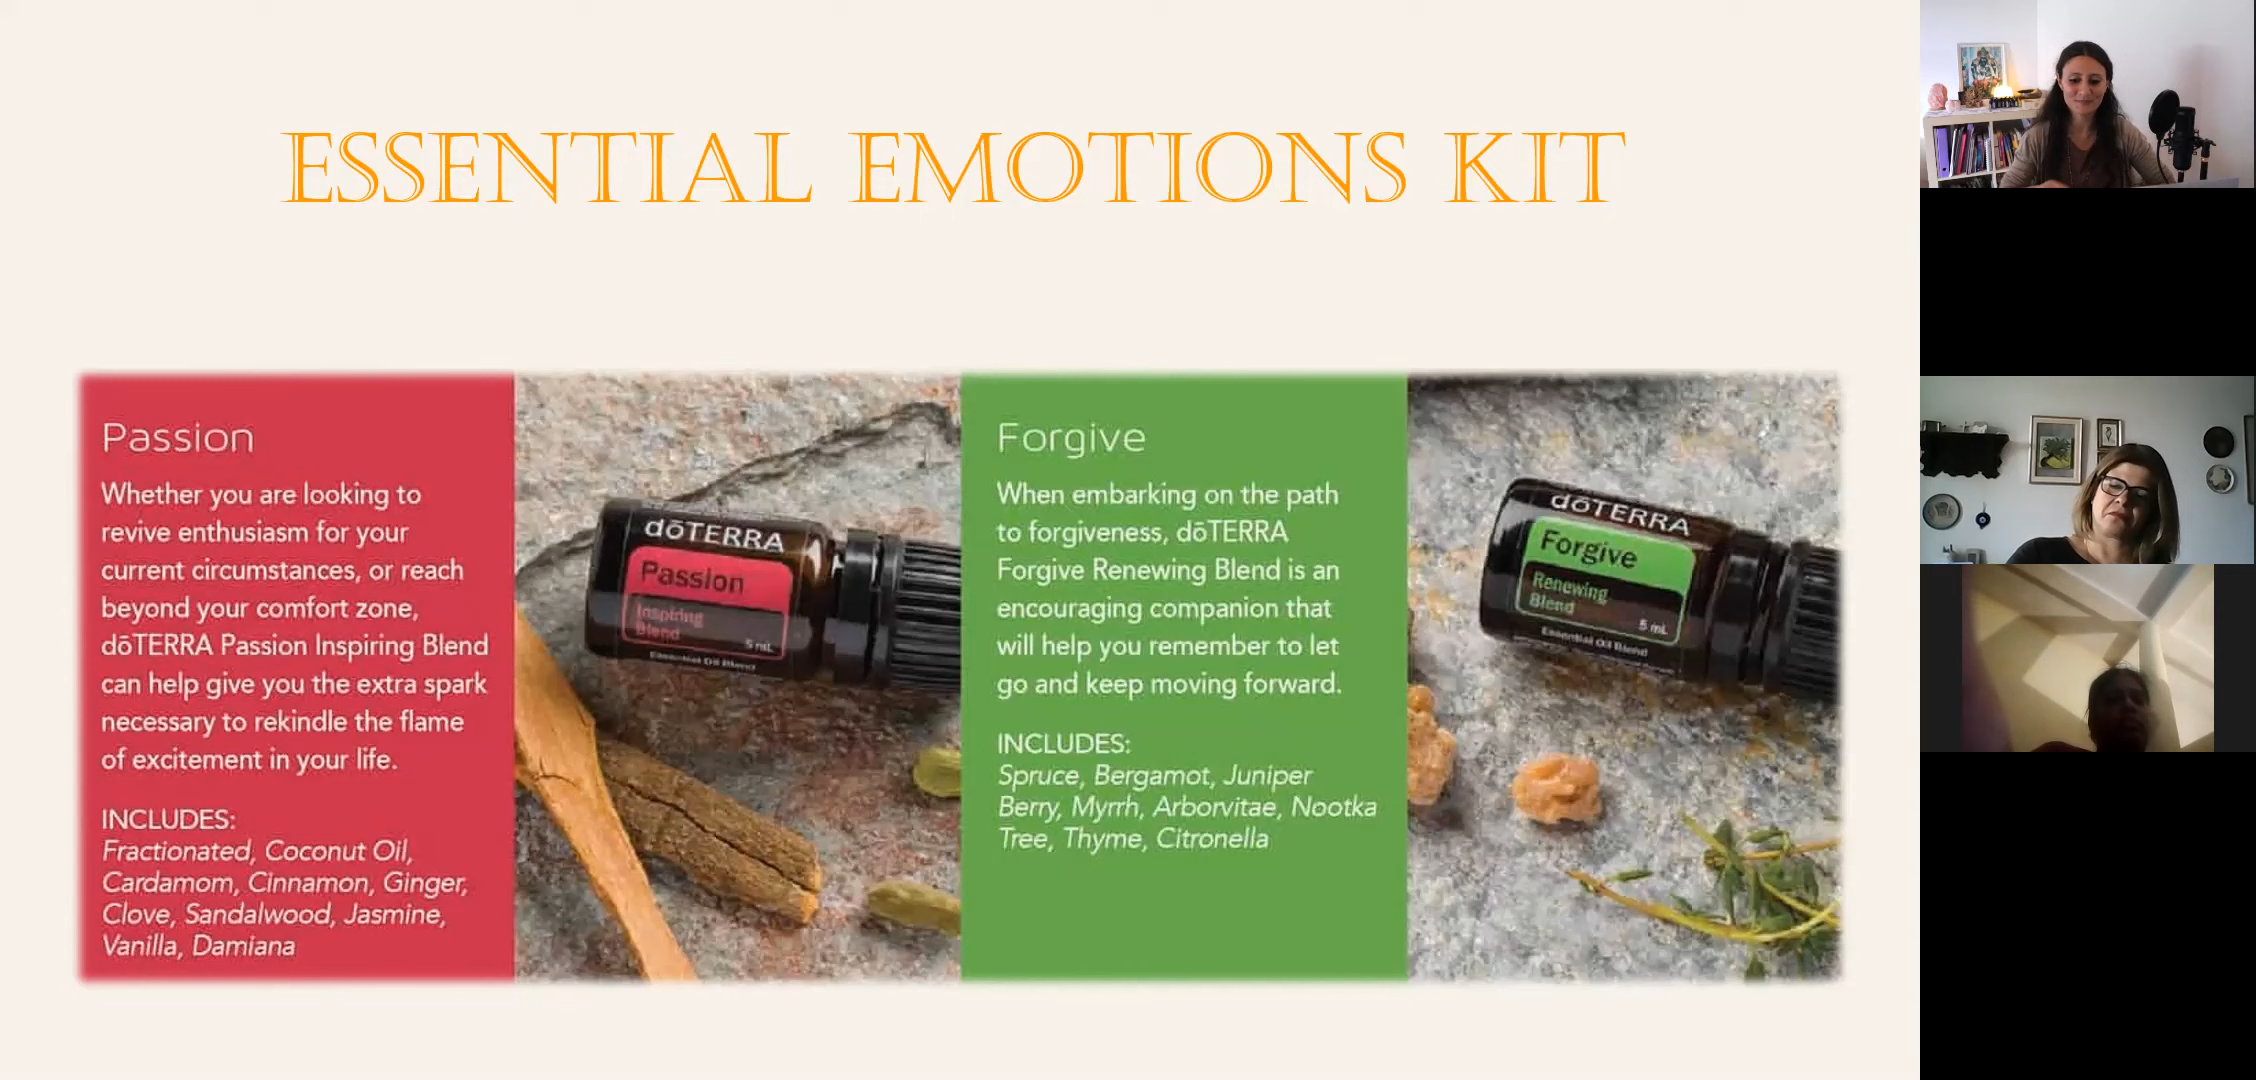 ESSENTIAL EMOTIONS KIT
Passion
Whether you are looking to
revive enthusiasm for your
current circumstances, or reach
beyond your comfort zone,
dōTERRA Passion Inspiring Blend
can help give you the extra spark
necessary to rekindle the flame
of excitement in your life.
INCLUDES:
Fractionated, Coconut Oil,
Cardamom, Cinnamon, Ginger,
Clove, Sandalwood, Jasmine,
Vanilla, Damiana
dōTERRA
Passion
Inspiring
Blend
5 mL
Essential Oil Blend
Forgive
When embarking on the path
to forgiveness, dōTERRA
Forgive Renewing Blend is an
encouraging companion that
will help you remember to let
go and keep moving forward.
INCLUDES:
Spruce, Bergamot, Juniper
Berry, Myrrh, Arborvitae, Nootka
Tree, Thyme, Citronella
dōTERRA
Forgive
Renewing
Blend
5 mL
Essential Oil Blend